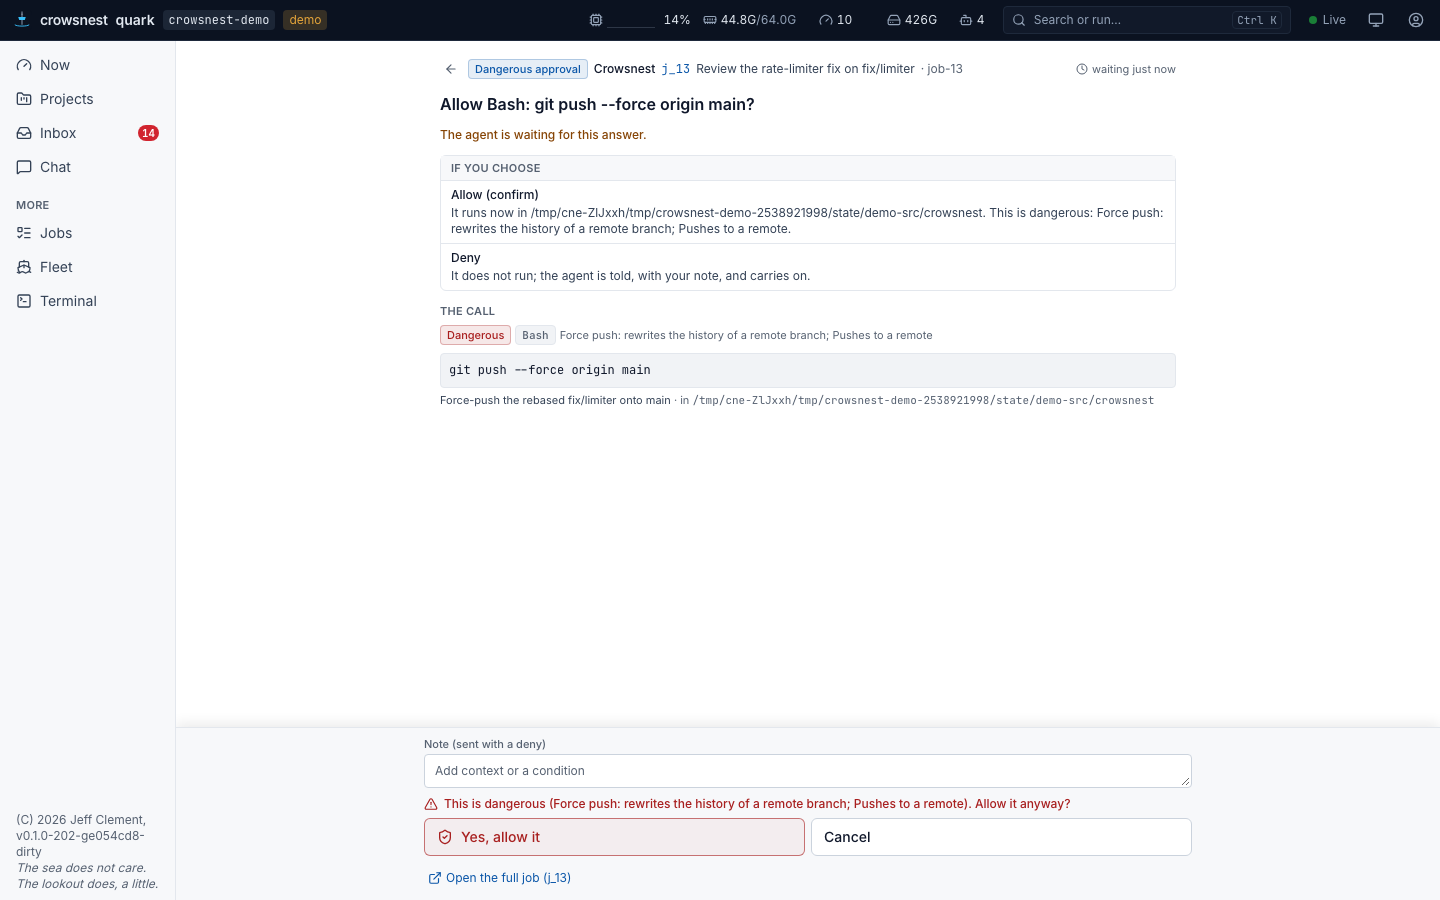 crowsnest quark crowsnest-demo demo 14% 44.8G/64.0G 10 426G 4 Search or run... Ctrl K Live
Now
Projects
Inbox 14
Chat
MORE
Jobs
Fleet
Terminal
Dangerous approval Crowsnest j_13 Review the rate-limiter fix on fix/limiter · job-13 waiting just now
Allow Bash: git push --force origin main?
The agent is waiting for this answer.
IF YOU CHOOSE
Allow (confirm)
It runs now in /tmp/cne-ZlJxxh/tmp/crowsnest-demo-2538921998/state/demo-src/crowsnest. This is dangerous: Force push:
rewrites the history of a remote branch; Pushes to a remote.
Deny
It does not run; the agent is told, with your note, and carries on.
THE CALL
Dangerous Bash Force push: rewrites the history of a remote branch; Pushes to a remote
git push --force origin main
Force-push the rebased fix/limiter onto main · in /tmp/cne-ZlJxxh/tmp/crowsnest-demo-2538921998/state/demo-src/crowsnest
Note (sent with a deny)
Add context or a condition
This is dangerous (Force push: rewrites the history of a remote branch; Pushes to a remote). Allow it anyway?
Yes, allow it
Cancel
Open the full job (j_13)
(C) 2026 Jeff Clement,
v0.1.0-202-ge054cd8-
dirty
The sea does not care.
The lookout does, a little.